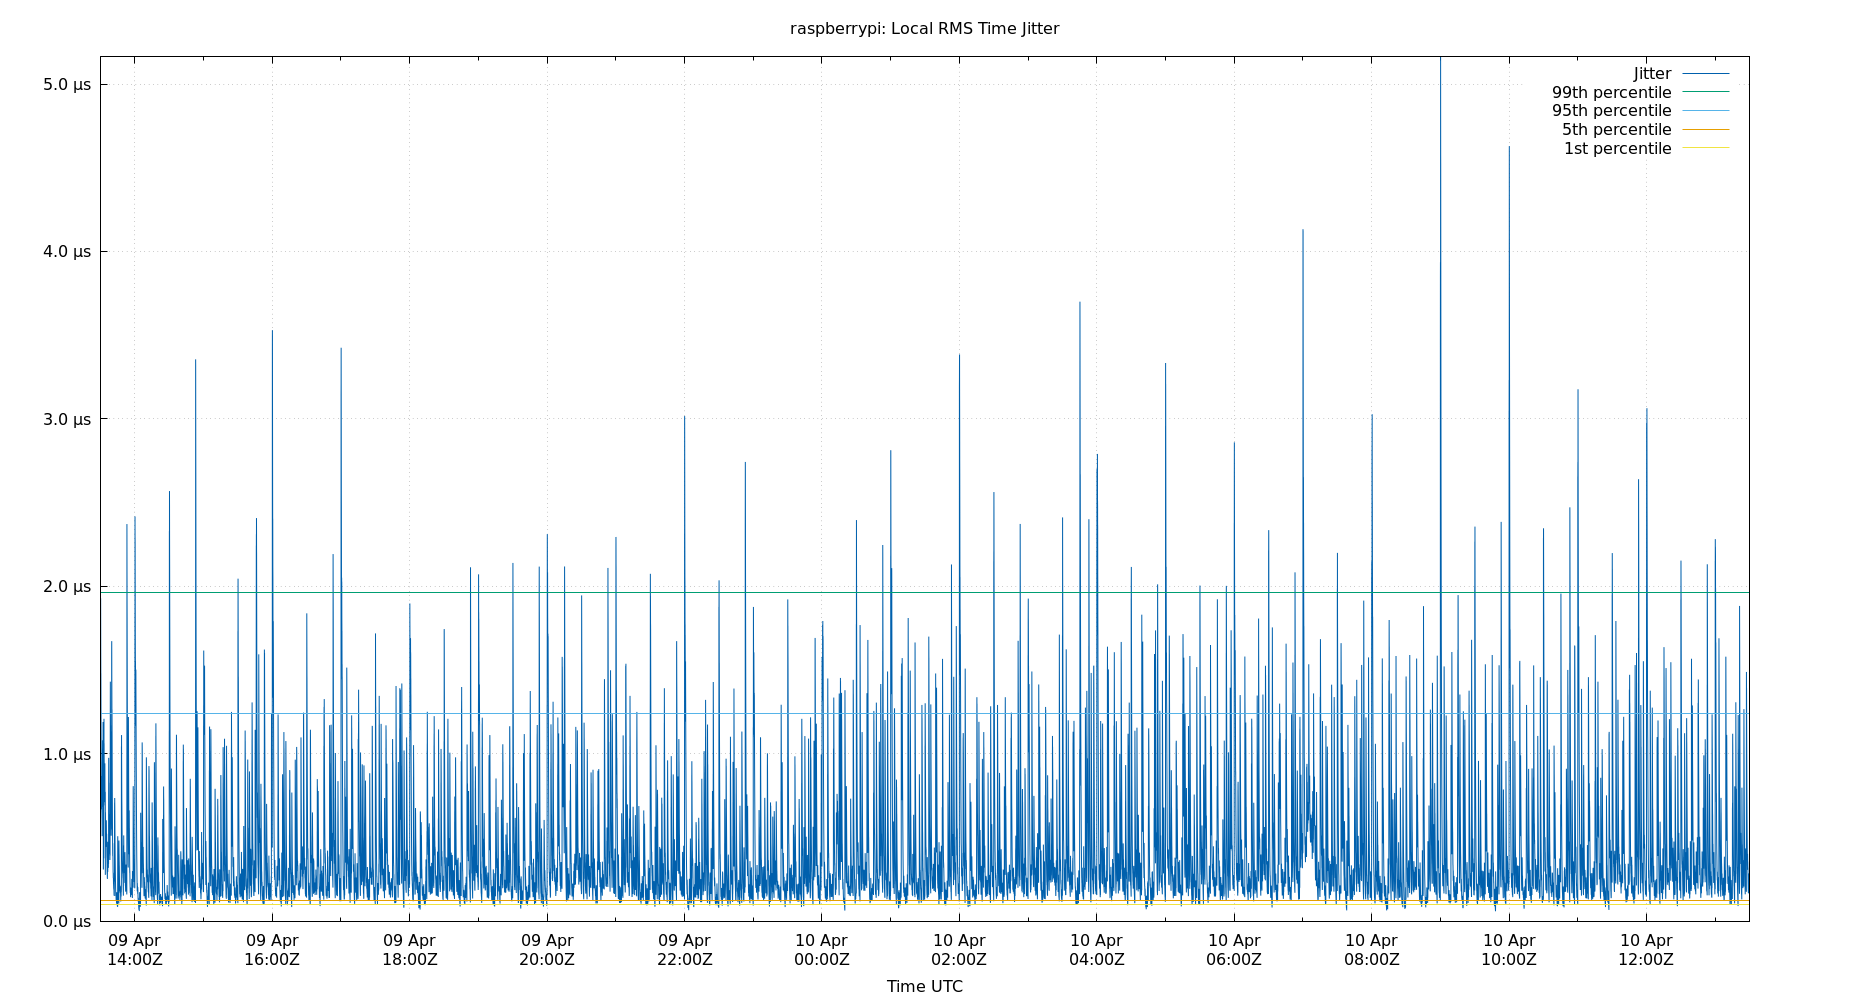 raspberrypi: Local RMS Time Jitter
Jitter
99th percentile
95th percentile
5th percentile
1st percentile
5.0 µs
4.0 µs
3.0 µs
2.0 µs
1.0 µs
0.0 µs
09 Apr 09 Apr 09 Apr 09 Apr 09 Apr 10 Apr 10 Apr 10 Apr 10 Apr 10 Apr 10 Apr 10 Apr
14:00Z 16:00Z 18:00Z 20:00Z 22:00Z 00:00Z 02:00Z 04:00Z 06:00Z 08:00Z 10:00Z 12:00Z
Time UTC